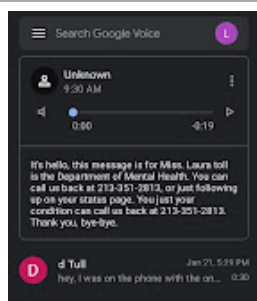 Search Google Voice
L
Unknown
9:30 AM
0:00
-0:19
It's hello, this message is for Miss. Laura toll
is the Department of Mental Health. You can
call us back at 213-351-2813, or just following
up on your status page. You just your
condition can call us back at 213-351-2813.
Thank you, bye-bye.
D
d Tull
Jan 21, 5:29 PM
hey, I was on the phone with the on...
0:30